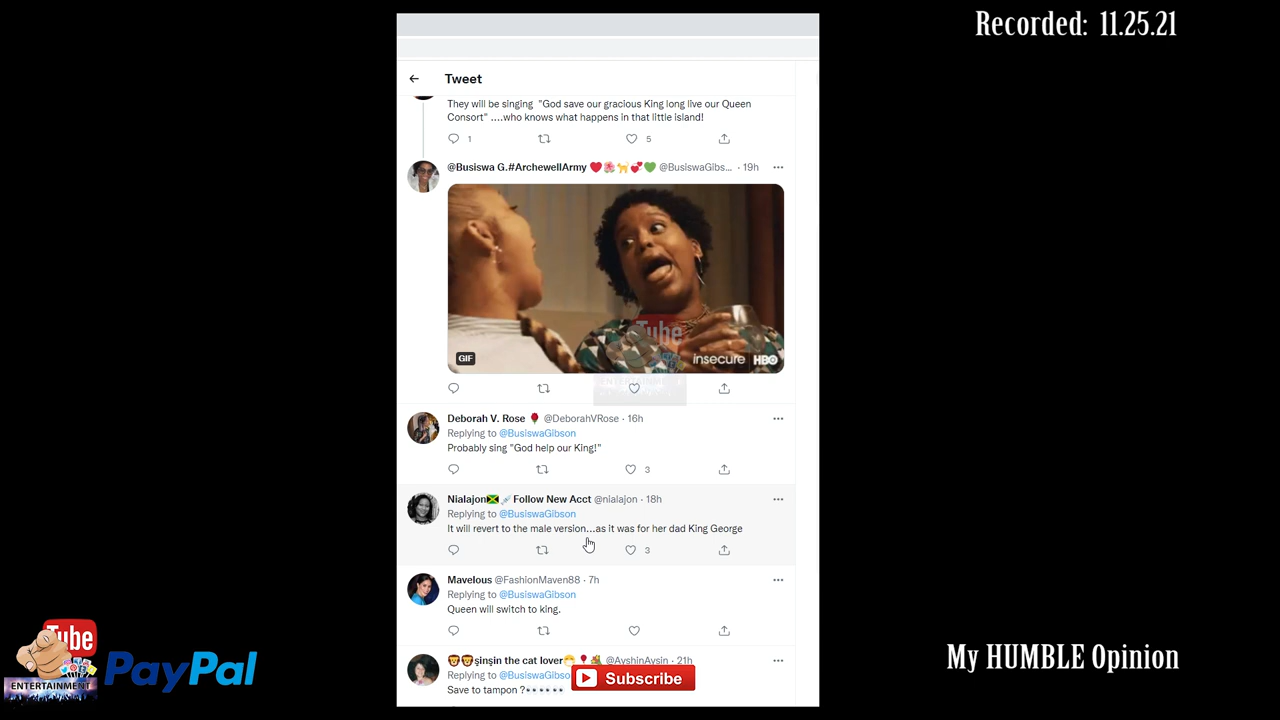 Recorded: 11.25.21
Tweet
They will be singing "God save our gracious King long live our Queen
Consort" ....who knows what happens in that little island!
1
5
@Busiswa G.#ArchewellArmy ❤️🌺🐈💞💚 @BusiswaGibs... · 19h
Tube
insecure HBO
GIF
ENTERTAINMENT
Deborah V. Rose 🌹 @DeborahVRose · 16h
Replying to @BusiswaGibson
Probably sing "God help our King!"
3
Nialajon🇯🇲💉Follow New Acct @nialajon · 18h
Replying to @BusiswaGibson
It will revert to the male version...as it was for her dad King George
3
Mavelous @FashionMaven88 · 7h
Replying to @BusiswaGibson
Queen will switch to king.
🦁🦁şinşin the cat lover @AyshinAysin · 21h
Replying to @BusiswaGibso
Save to tampon ?👀👀👀
Subscribe
Tube
ENTERTAINMENT
PayPal
My HUMBLE Opinion